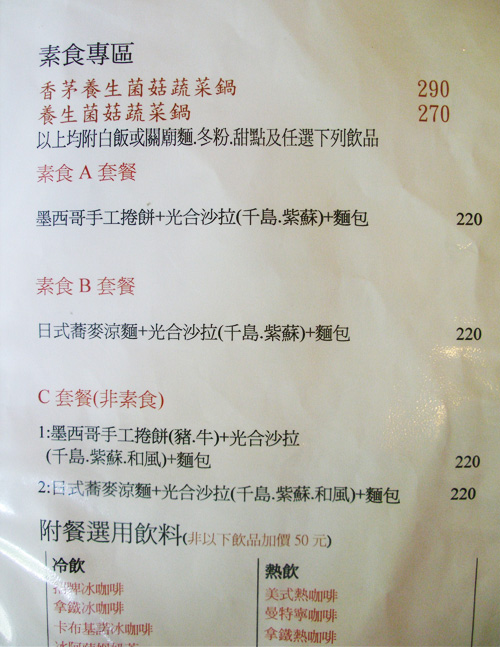 素食專區
香茅養生菌菇蔬菜鍋 290
養生菌菇蔬菜鍋 270
以上均附白飯或關廟麵.冬粉.甜點及任選下列飲品
素食 A 套餐
墨西哥手工捲餅+光合沙拉(千島.紫蘇)+麵包 220
素食 B 套餐
日式蕎麥涼麵+光合沙拉(千島.紫蘇)+麵包 220
C 套餐(非素食)
1:墨西哥手工捲餅(豬.牛)+光合沙拉
(千島.紫蘇.和風)+麵包 220
2:日式蕎麥涼麵+光合沙拉(千島.紫蘇.和風)+麵包 220
附餐選用飲料(非以下飲品加價 50 元)
冷飲 熱飲
招牌冰咖啡 美式熱咖啡
拿鐵冰咖啡 曼特寧咖啡
卡布基諾冰咖啡 拿鐵熱咖啡